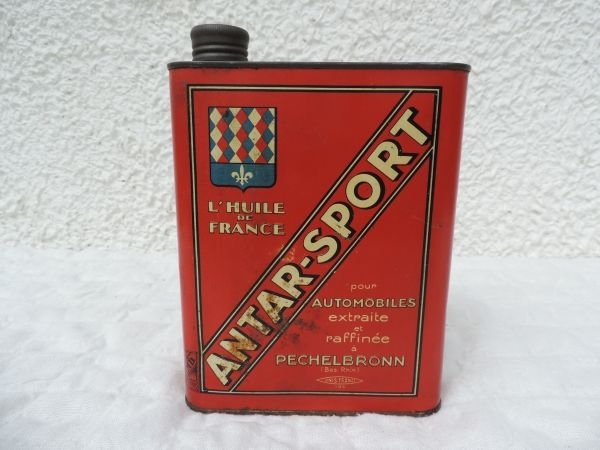 L'HUILE
DE
FRANCE
ANTAR-SPORT
pour
AUTOMOBILES
extraite
et
raffinée
à
PECHELBRONN
(Bas Rhin)